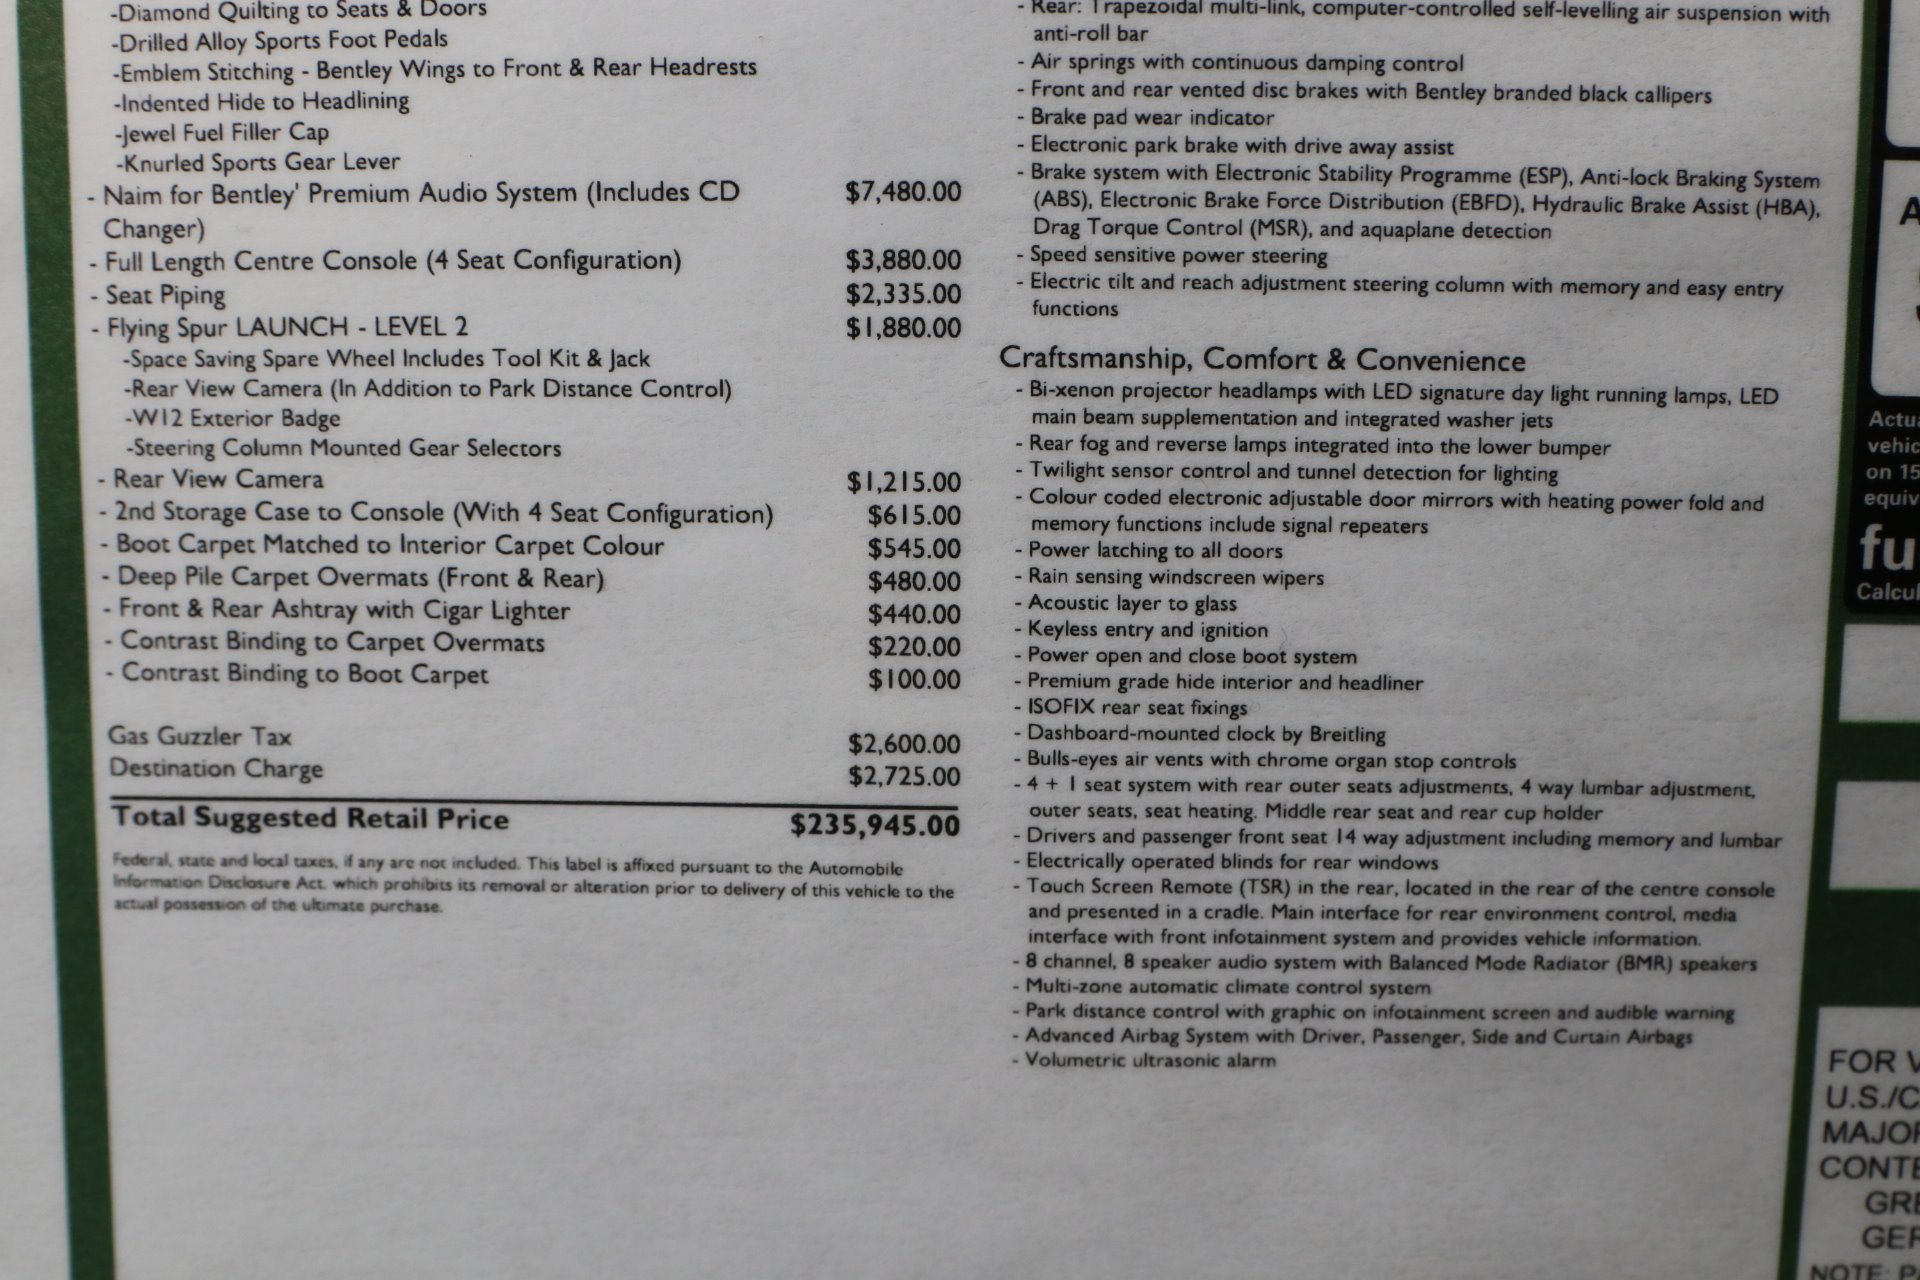 -Diamond Quilting to Seats & Doors
-Drilled Alloy Sports Foot Pedals
-Emblem Stitching - Bentley Wings to Front & Rear Headrests
-Indented Hide to Headlining
-Jewel Fuel Filler Cap
-Knurled Sports Gear Lever
- Naim for Bentley' Premium Audio System (Includes CD $7,480.00
Changer)
- Full Length Centre Console (4 Seat Configuration) $3,880.00
- Seat Piping $2,335.00
- Flying Spur LAUNCH - LEVEL 2 $1,880.00
-Space Saving Spare Wheel Includes Tool Kit & Jack
-Rear View Camera (In Addition to Park Distance Control)
-W12 Exterior Badge
-Steering Column Mounted Gear Selectors
- Rear View Camera $1,215.00
- 2nd Storage Case to Console (With 4 Seat Configuration) $615.00
- Boot Carpet Matched to Interior Carpet Colour $545.00
- Deep Pile Carpet Overmats (Front & Rear) $480.00
- Front & Rear Ashtray with Cigar Lighter $440.00
- Contrast Binding to Carpet Overmats $220.00
- Contrast Binding to Boot Carpet $100.00
Gas Guzzler Tax $2,600.00
Destination Charge $2,725.00
Total Suggested Retail Price $235,945.00
Federal, state and local taxes, if any are not included. This label is affixed pursuant to the Automobile
Information Disclosure Act, which prohibits its removal or alteration prior to delivery of this vehicle to the
actual possession of the ultimate purchase.
- Rear: Trapezoidal multi-link, computer-controlled self-levelling air suspension with
anti-roll bar
- Air springs with continuous damping control
- Front and rear vented disc brakes with Bentley branded black callipers
- Brake pad wear indicator
- Electronic park brake with drive away assist
- Brake system with Electronic Stability Programme (ESP), Anti-lock Braking System
(ABS), Electronic Brake Force Distribution (EBFD), Hydraulic Brake Assist (HBA),
Drag Torque Control (MSR), and aquaplane detection
- Speed sensitive power steering
- Electric tilt and reach adjustment steering column with memory and easy entry
functions
Craftsmanship, Comfort & Convenience
- Bi-xenon projector headlamps with LED signature day light running lamps, LED
main beam supplementation and integrated washer jets
- Rear fog and reverse lamps integrated into the lower bumper
- Twilight sensor control and tunnel detection for lighting
- Colour coded electronic adjustable door mirrors with heating power fold and
memory functions include signal repeaters
- Power latching to all doors
- Rain sensing windscreen wipers
- Acoustic layer to glass
- Keyless entry and ignition
- Power open and close boot system
- Premium grade hide interior and headliner
- ISOFIX rear seat fixings
- Dashboard-mounted clock by Breitling
- Bulls-eyes air vents with chrome organ stop controls
- 4 + 1 seat system with rear outer seats adjustments, 4 way lumbar adjustment,
outer seats, seat heating. Middle rear seat and rear cup holder
- Drivers and passenger front seat 14 way adjustment including memory and lumbar
- Electrically operated blinds for rear windows
- Touch Screen Remote (TSR) in the rear, located in the rear of the centre console
and presented in a cradle. Main interface for rear environment control, media
interface with front infotainment system and provides vehicle information.
- 8 channel, 8 speaker audio system with Balanced Mode Radiator (BMR) speakers
- Multi-zone automatic climate control system
- Park distance control with graphic on infotainment screen and audible warning
- Advanced Airbag System with Driver, Passenger, Side and Curtain Airbags
- Volumetric ultrasonic alarm
A
Actu
vehic
on 15
equiv
fu
Calcul
FOR V
U.S./C
MAJOR
CONTE
GRE
GER
NOTE: P